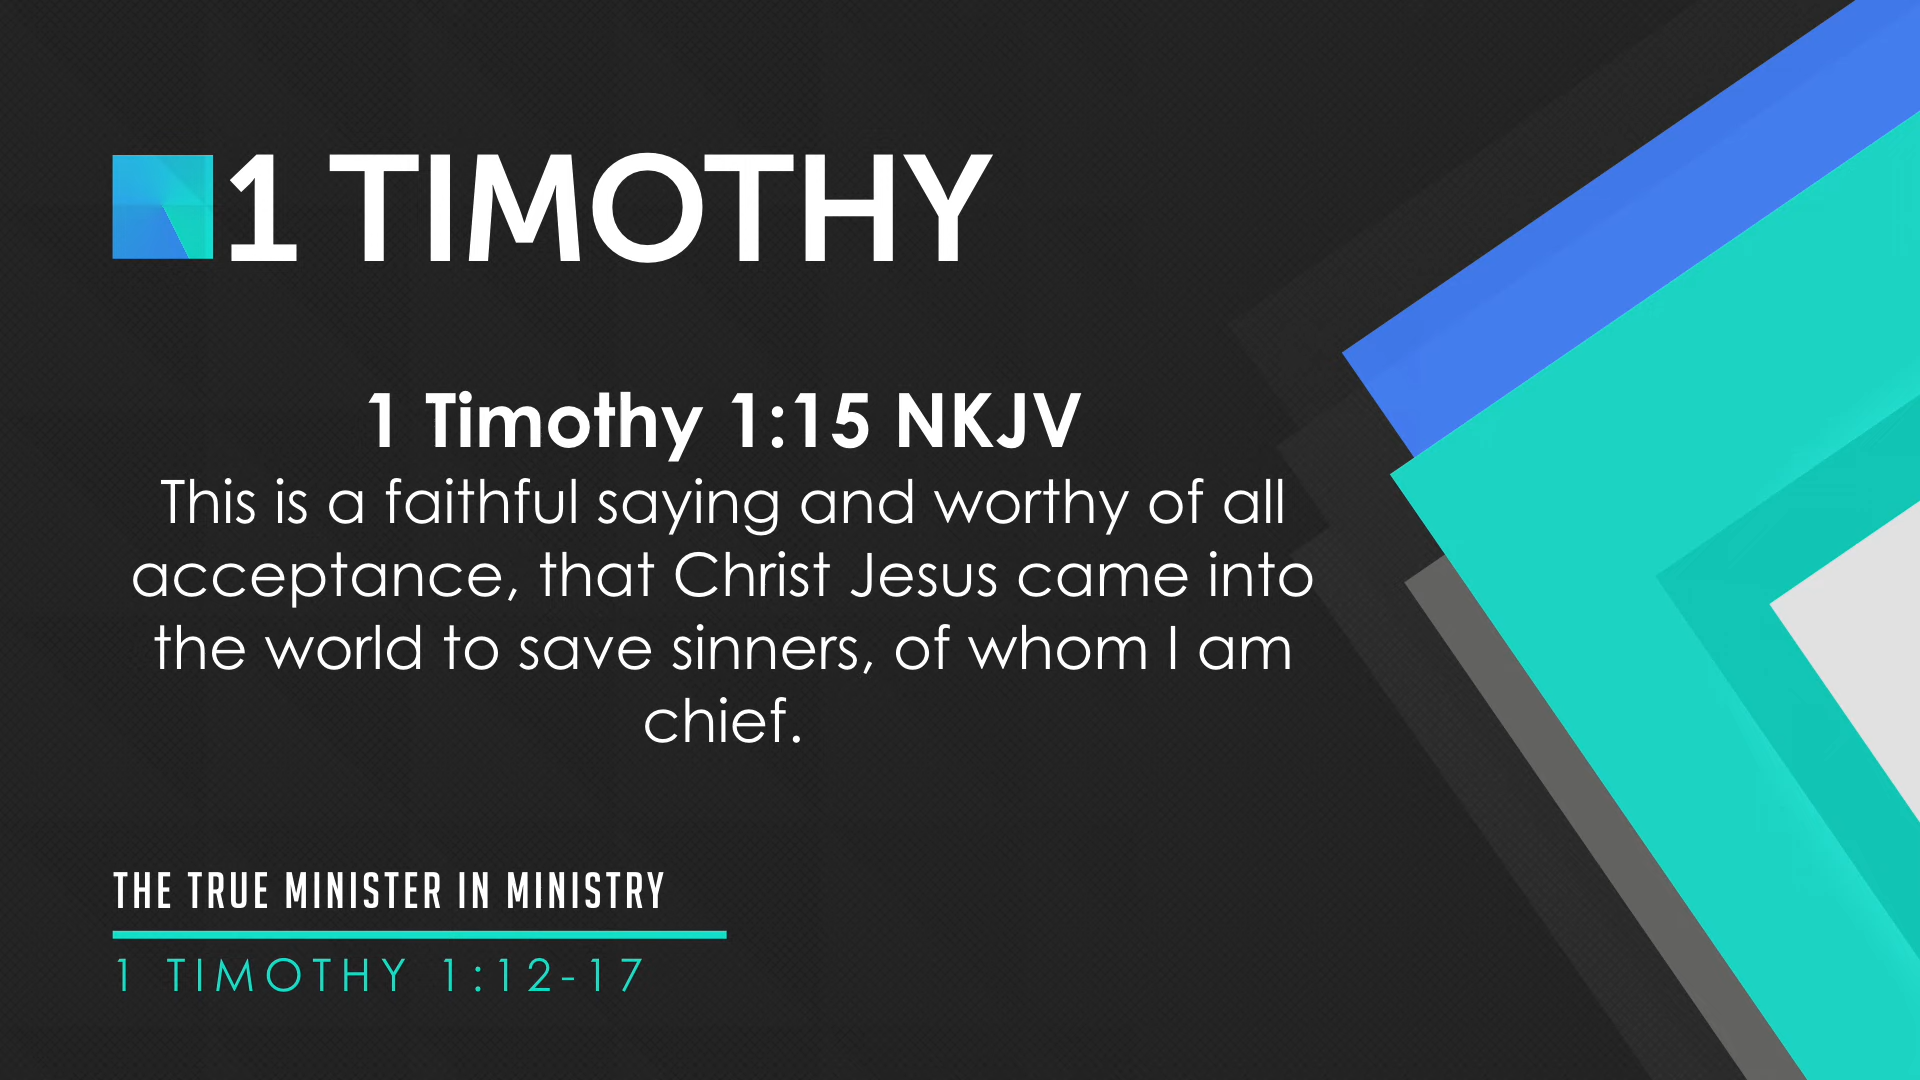 1 TIMOTHY
1 Timothy 1:15 NKJV
This is a faithful saying and worthy of all
acceptance, that Christ Jesus came into
the world to save sinners, of whom I am
chief.
THE TRUE MINISTER IN MINISTRY
1 TIMOTHY 1:12-17